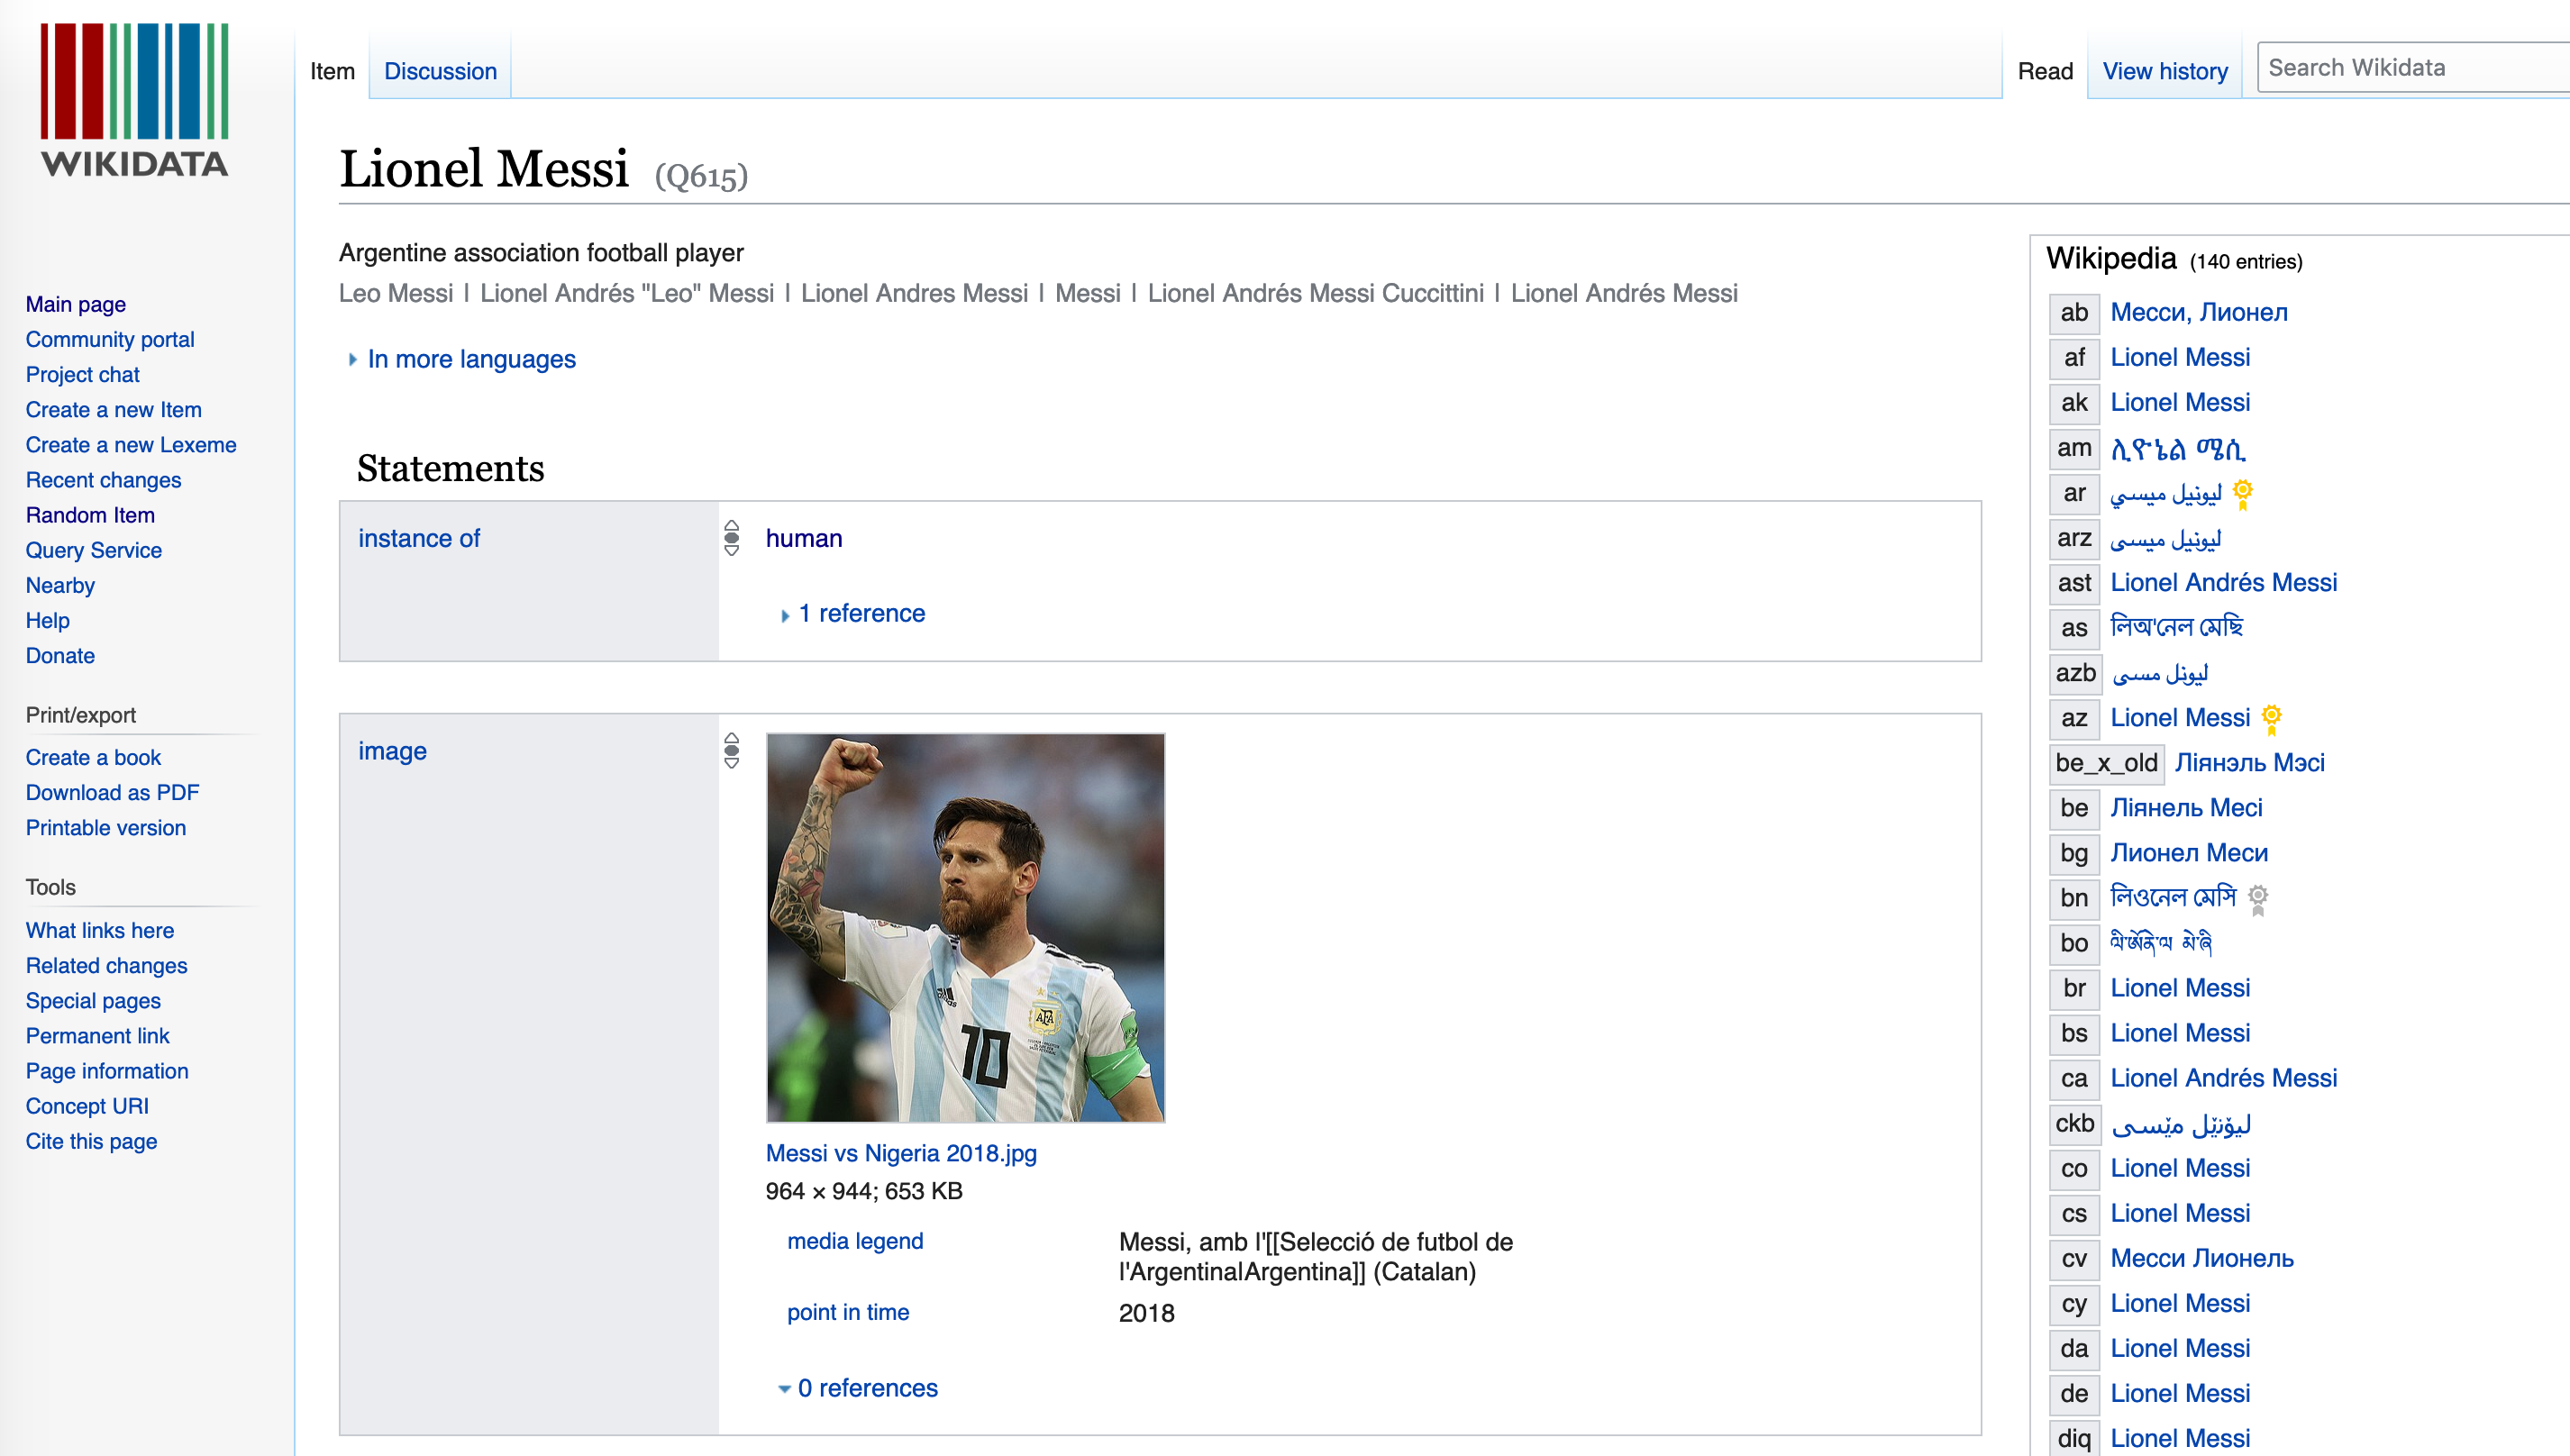 WIKIDATA
Main page
Community portal
Project chat
Create a new Item
Create a new Lexeme
Recent changes
Random Item
Query Service
Nearby
Help
Donate
Print/export
Create a book
Download as PDF
Printable version
Tools
What links here
Related changes
Special pages
Permanent link
Page information
Concept URI
Cite this page
Item Discussion Read View history Search Wikidata
Lionel Messi (Q615)
Argentine association football player
Leo Messi | Lionel Andrés "Leo" Messi | Lionel Andres Messi | Messi | Lionel Andrés Messi Cuccittini | Lionel Andrés Messi
In more languages
Statements
instance of
human
1 reference
image
adidas
AFA
10
Messi vs Nigeria 2018.jpg
964 × 944; 653 KB
media legend Messi, amb l'[[Selecció de futbol de
l'Argentina|Argentina]] (Catalan)
point in time 2018
0 references
Wikipedia (140 entries)
ab Месси, Лионел
af Lionel Messi
ak Lionel Messi
am ሊዮኔል ሜሲ
ar ليونيل ميسي
arz ليونيل ميسى
ast Lionel Andrés Messi
as লিঅ'নেল মেছি
azb لیونل مسی
az Lionel Messi
be_x_old Ліянэль Мэсі
be Ліянель Месі
bg Лионел Меси
bn লিওনেল মেসি
bo
br Lionel Messi
bs Lionel Messi
ca Lionel Andrés Messi
ckb لیۆنێل مێسی
co Lionel Messi
cs Lionel Messi
cv Месси Лионель
cy Lionel Messi
da Lionel Messi
de Lionel Messi
diq Lionel Messi